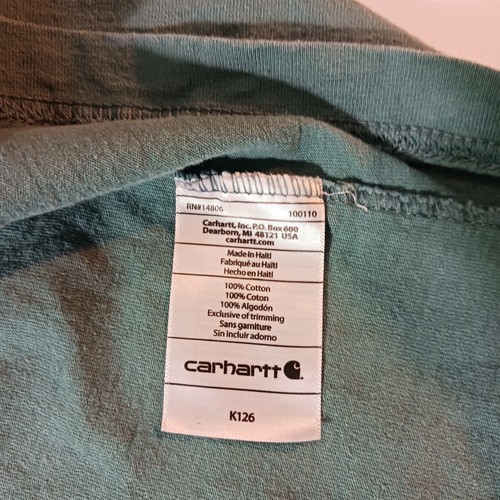 RN#14806 100110
Carhartt, Inc. P.O. Box 600
Dearborn, MI 48121 USA
carhartt.com
Made in Haiti
Fabriqué au Haïti
Hecho en Haití
100% Cotton
100% Coton
100% Algodón
Exclusive of trimming
Sans garniture
Sin incluir adorno
carhartt
K126